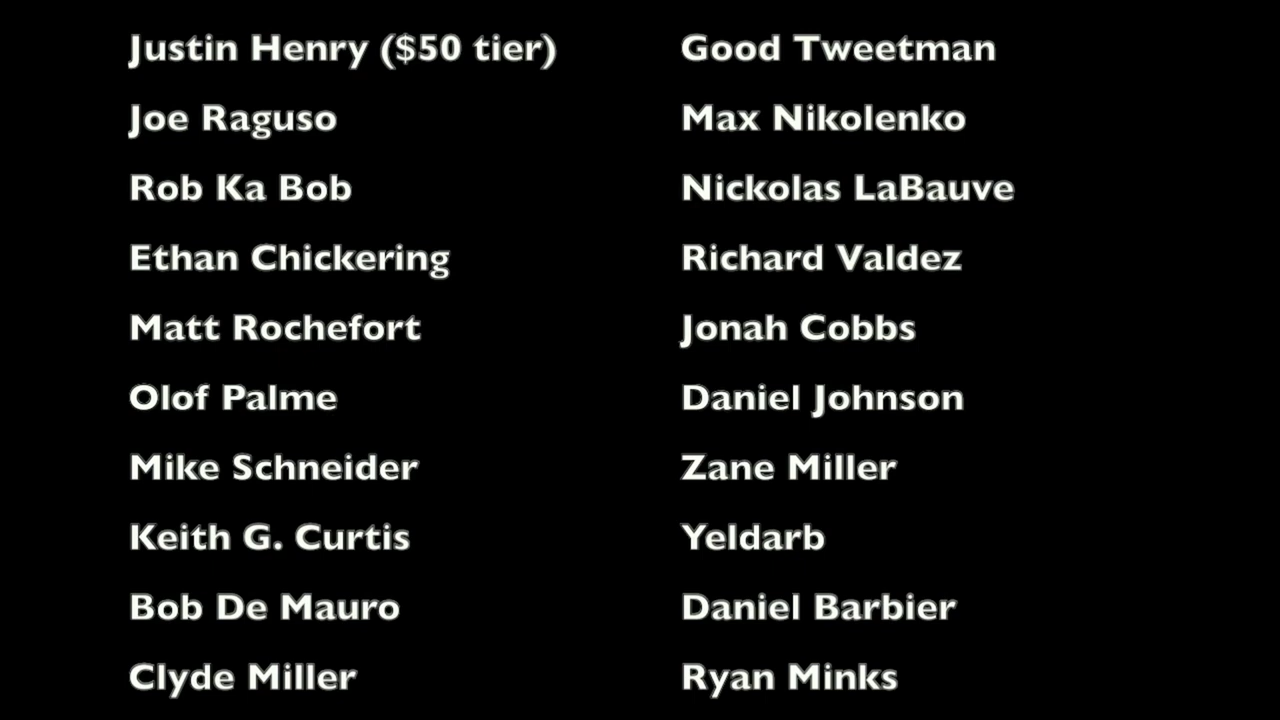 Justin Henry ($50 tier)
Joe Raguso
Rob Ka Bob
Ethan Chickering
Matt Rochefort
Olof Palme
Mike Schneider
Keith G. Curtis
Bob De Mauro
Clyde Miller
Good Tweetman
Max Nikolenko
Nickolas LaBauve
Richard Valdez
Jonah Cobbs
Daniel Johnson
Zane Miller
Yeldarb
Daniel Barbier
Ryan Minks